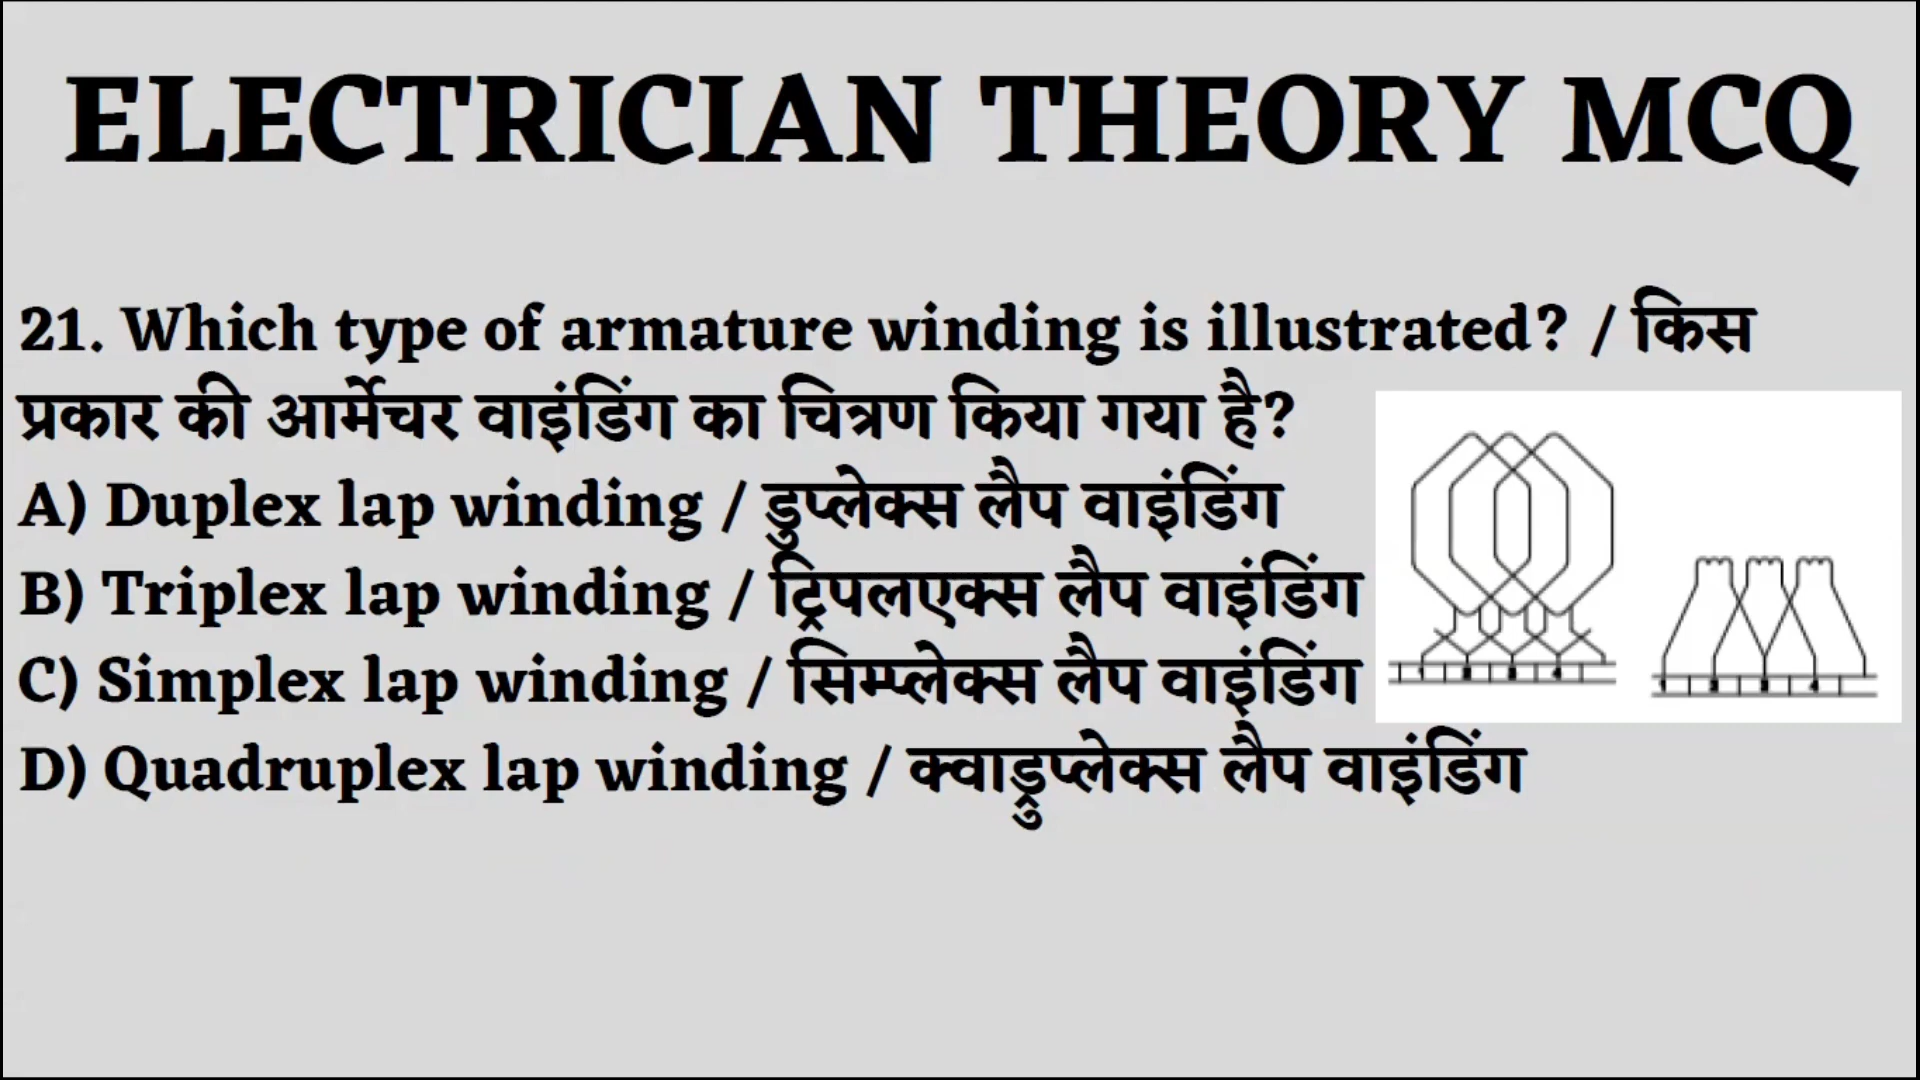 ELECTRICIAN THEORY MCQ
21. Which type of armature winding is illustrated? / किस
प्रकार की आर्मेचर वाइंडिंग का चित्रण किया गया है?
A) Duplex lap winding / डुप्लेक्स लैप वाइंडिंग
B) Triplex lap winding / ट्रिपलएक्स लैप वाइंडिंग
C) Simplex lap winding / सिम्प्लेक्स लैप वाइंडिंग
D) Quadruplex lap winding / क्वाड्रुप्लेक्स लैप वाइंडिंग